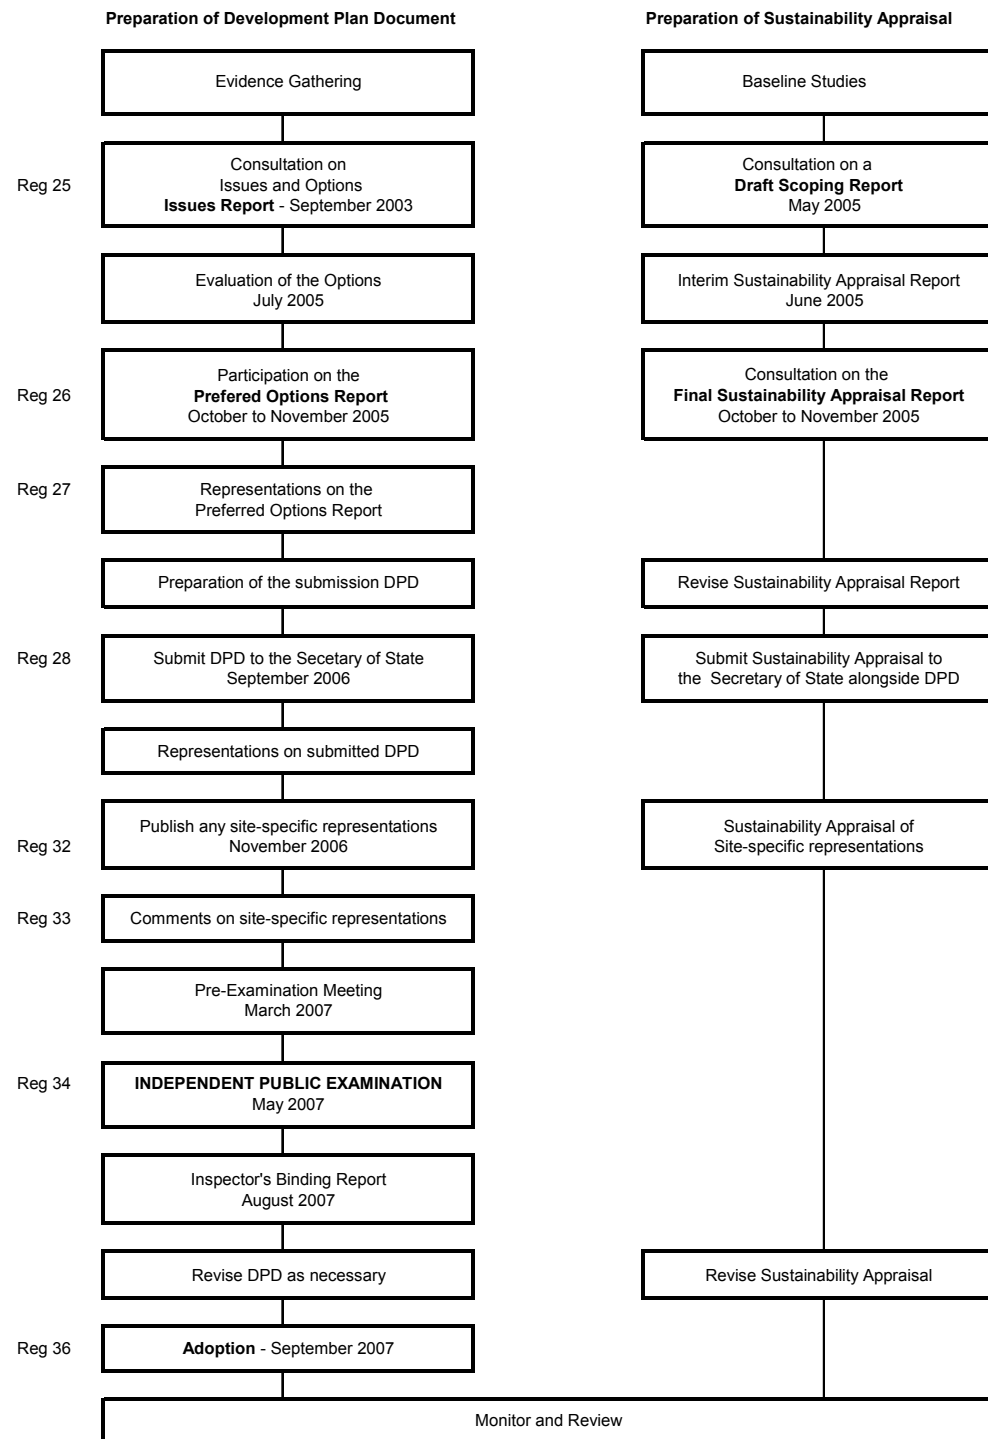 Preparation of Development Plan Document
Preparation of Sustainability Appraisal
Evidence Gathering
Baseline Studies
Reg 25
Consultation on
Issues and Options
Issues Report - September 2003
Consultation on a
Draft Scoping Report
May 2005
Evaluation of the Options
July 2005
Interim Sustainability Appraisal Report
June 2005
Reg 26
Participation on the
Prefered Options Report
October to November 2005
Consultation on the
Final Sustainability Appraisal Report
October to November 2005
Reg 27
Representations on the
Preferred Options Report
Preparation of the submission DPD
Revise Sustainability Appraisal Report
Reg 28
Submit DPD to the Secetary of State
September 2006
Submit Sustainability Appraisal to
the Secretary of State alongside DPD
Representations on submitted DPD
Reg 32
Publish any site-specific representations
November 2006
Sustainability Appraisal of
Site-specific representations
Reg 33
Comments on site-specific representations
Pre-Examination Meeting
March 2007
Reg 34
INDEPENDENT PUBLIC EXAMINATION
May 2007
Inspector's Binding Report
August 2007
Revise DPD as necessary
Revise Sustainability Appraisal
Reg 36
Adoption - September 2007
Monitor and Review